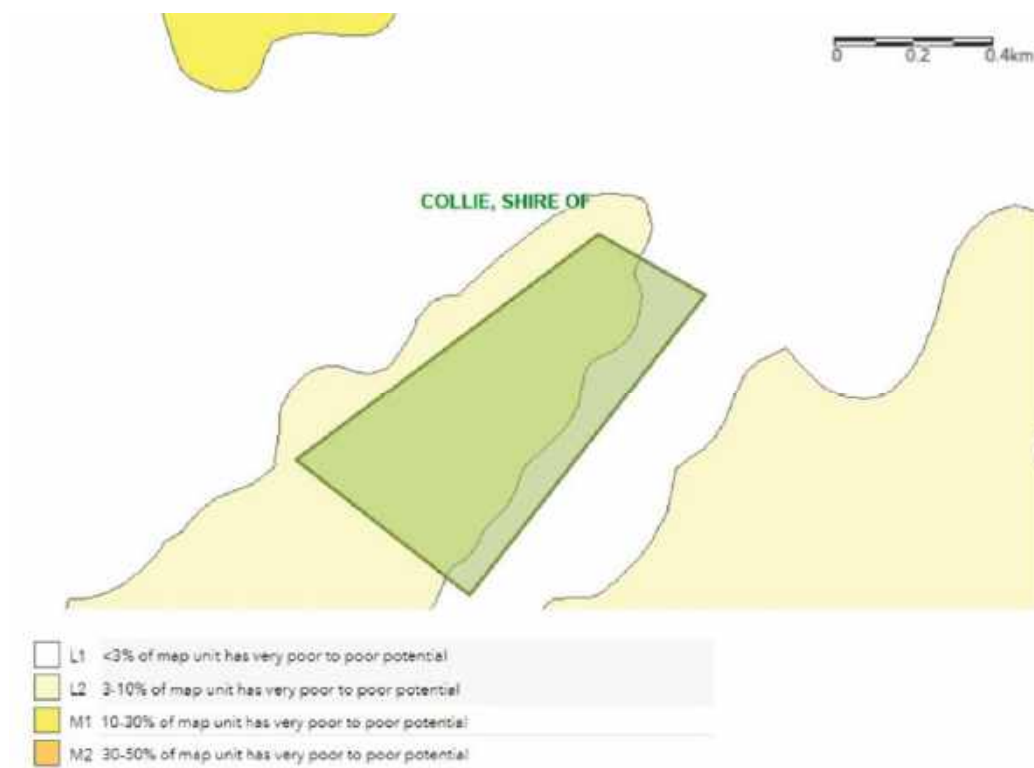 0 0.2 0.4km
COLLIE, SHIRE OF
L1 <3% of map unit has very poor to poor potential
L2 3-10% of map unit has very poor to poor potential
M1 10-30% of map unit has very poor to poor potential
M2 30-50% of map unit has very poor to poor potential